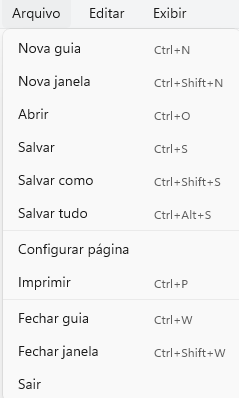 Arquivo Editar Exibir
Nova guia Ctrl+N
Nova janela Ctrl+Shift+N
Abrir Ctrl+O
Salvar Ctrl+S
Salvar como Ctrl+Shift+S
Salvar tudo Ctrl+Alt+S
Configurar página
Imprimir Ctrl+P
Fechar guia Ctrl+W
Fechar janela Ctrl+Shift+W
Sair